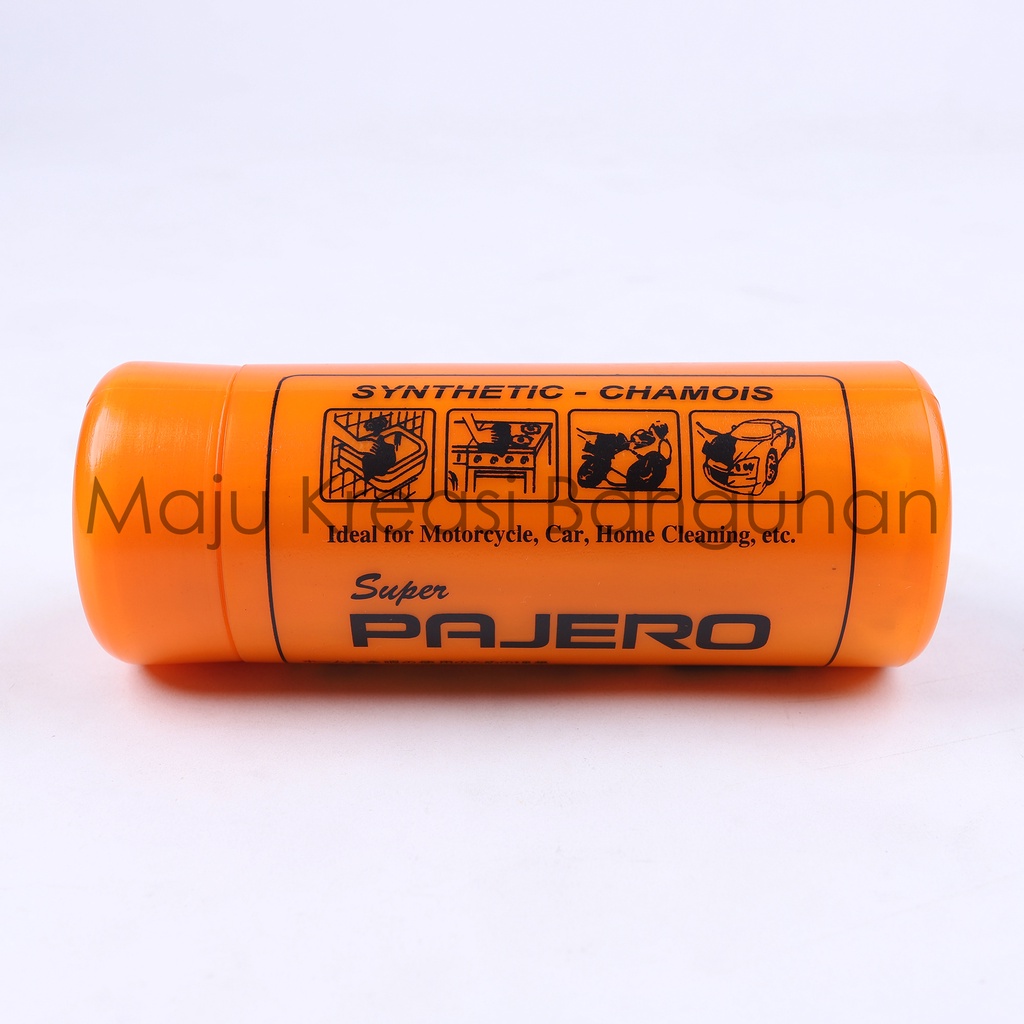 SYNTHETIC - CHAMOIS
Maju Kreasi Bangunan
Ideal for Motorcycle, Car, Home Cleaning, etc.
Super
PAJERO